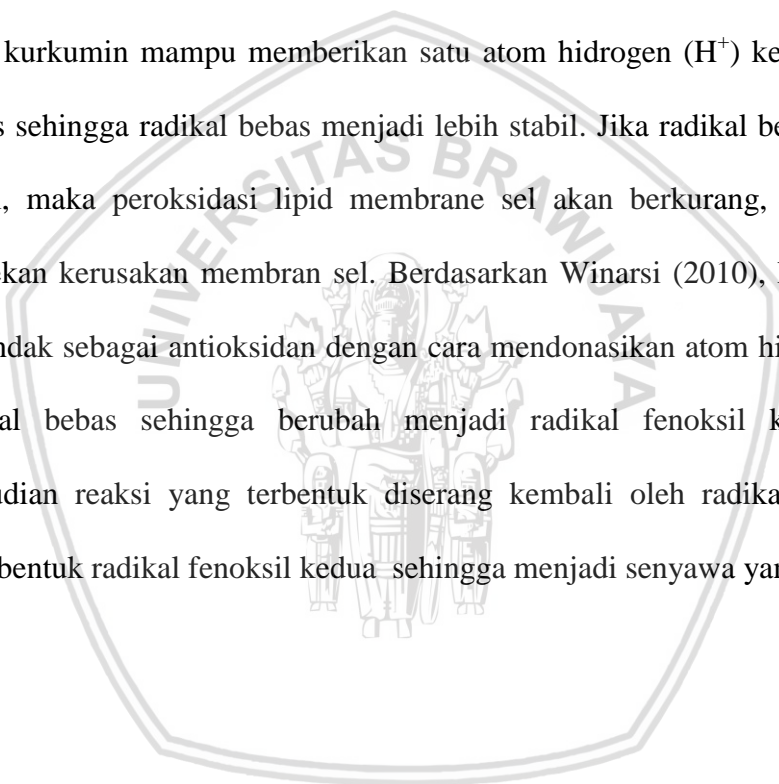 kurkumin mampu memberikan satu atom hidrogen (H⁺) ke
s sehingga radikal bebas menjadi lebih stabil. Jika radikal be
, maka peroksidasi lipid membrane sel akan berkurang,
ekan kerusakan membran sel. Berdasarkan Winarsi (2010),
ndak sebagai antioksidan dengan cara mendonasikan atom hi
al bebas sehingga berubah menjadi radikal fenoksil k
udian reaksi yang terbentuk diserang kembali oleh radika
bentuk radikal fenoksil kedua sehingga menjadi senyawa yan
UNIVERSITAS BRAWIJAYA